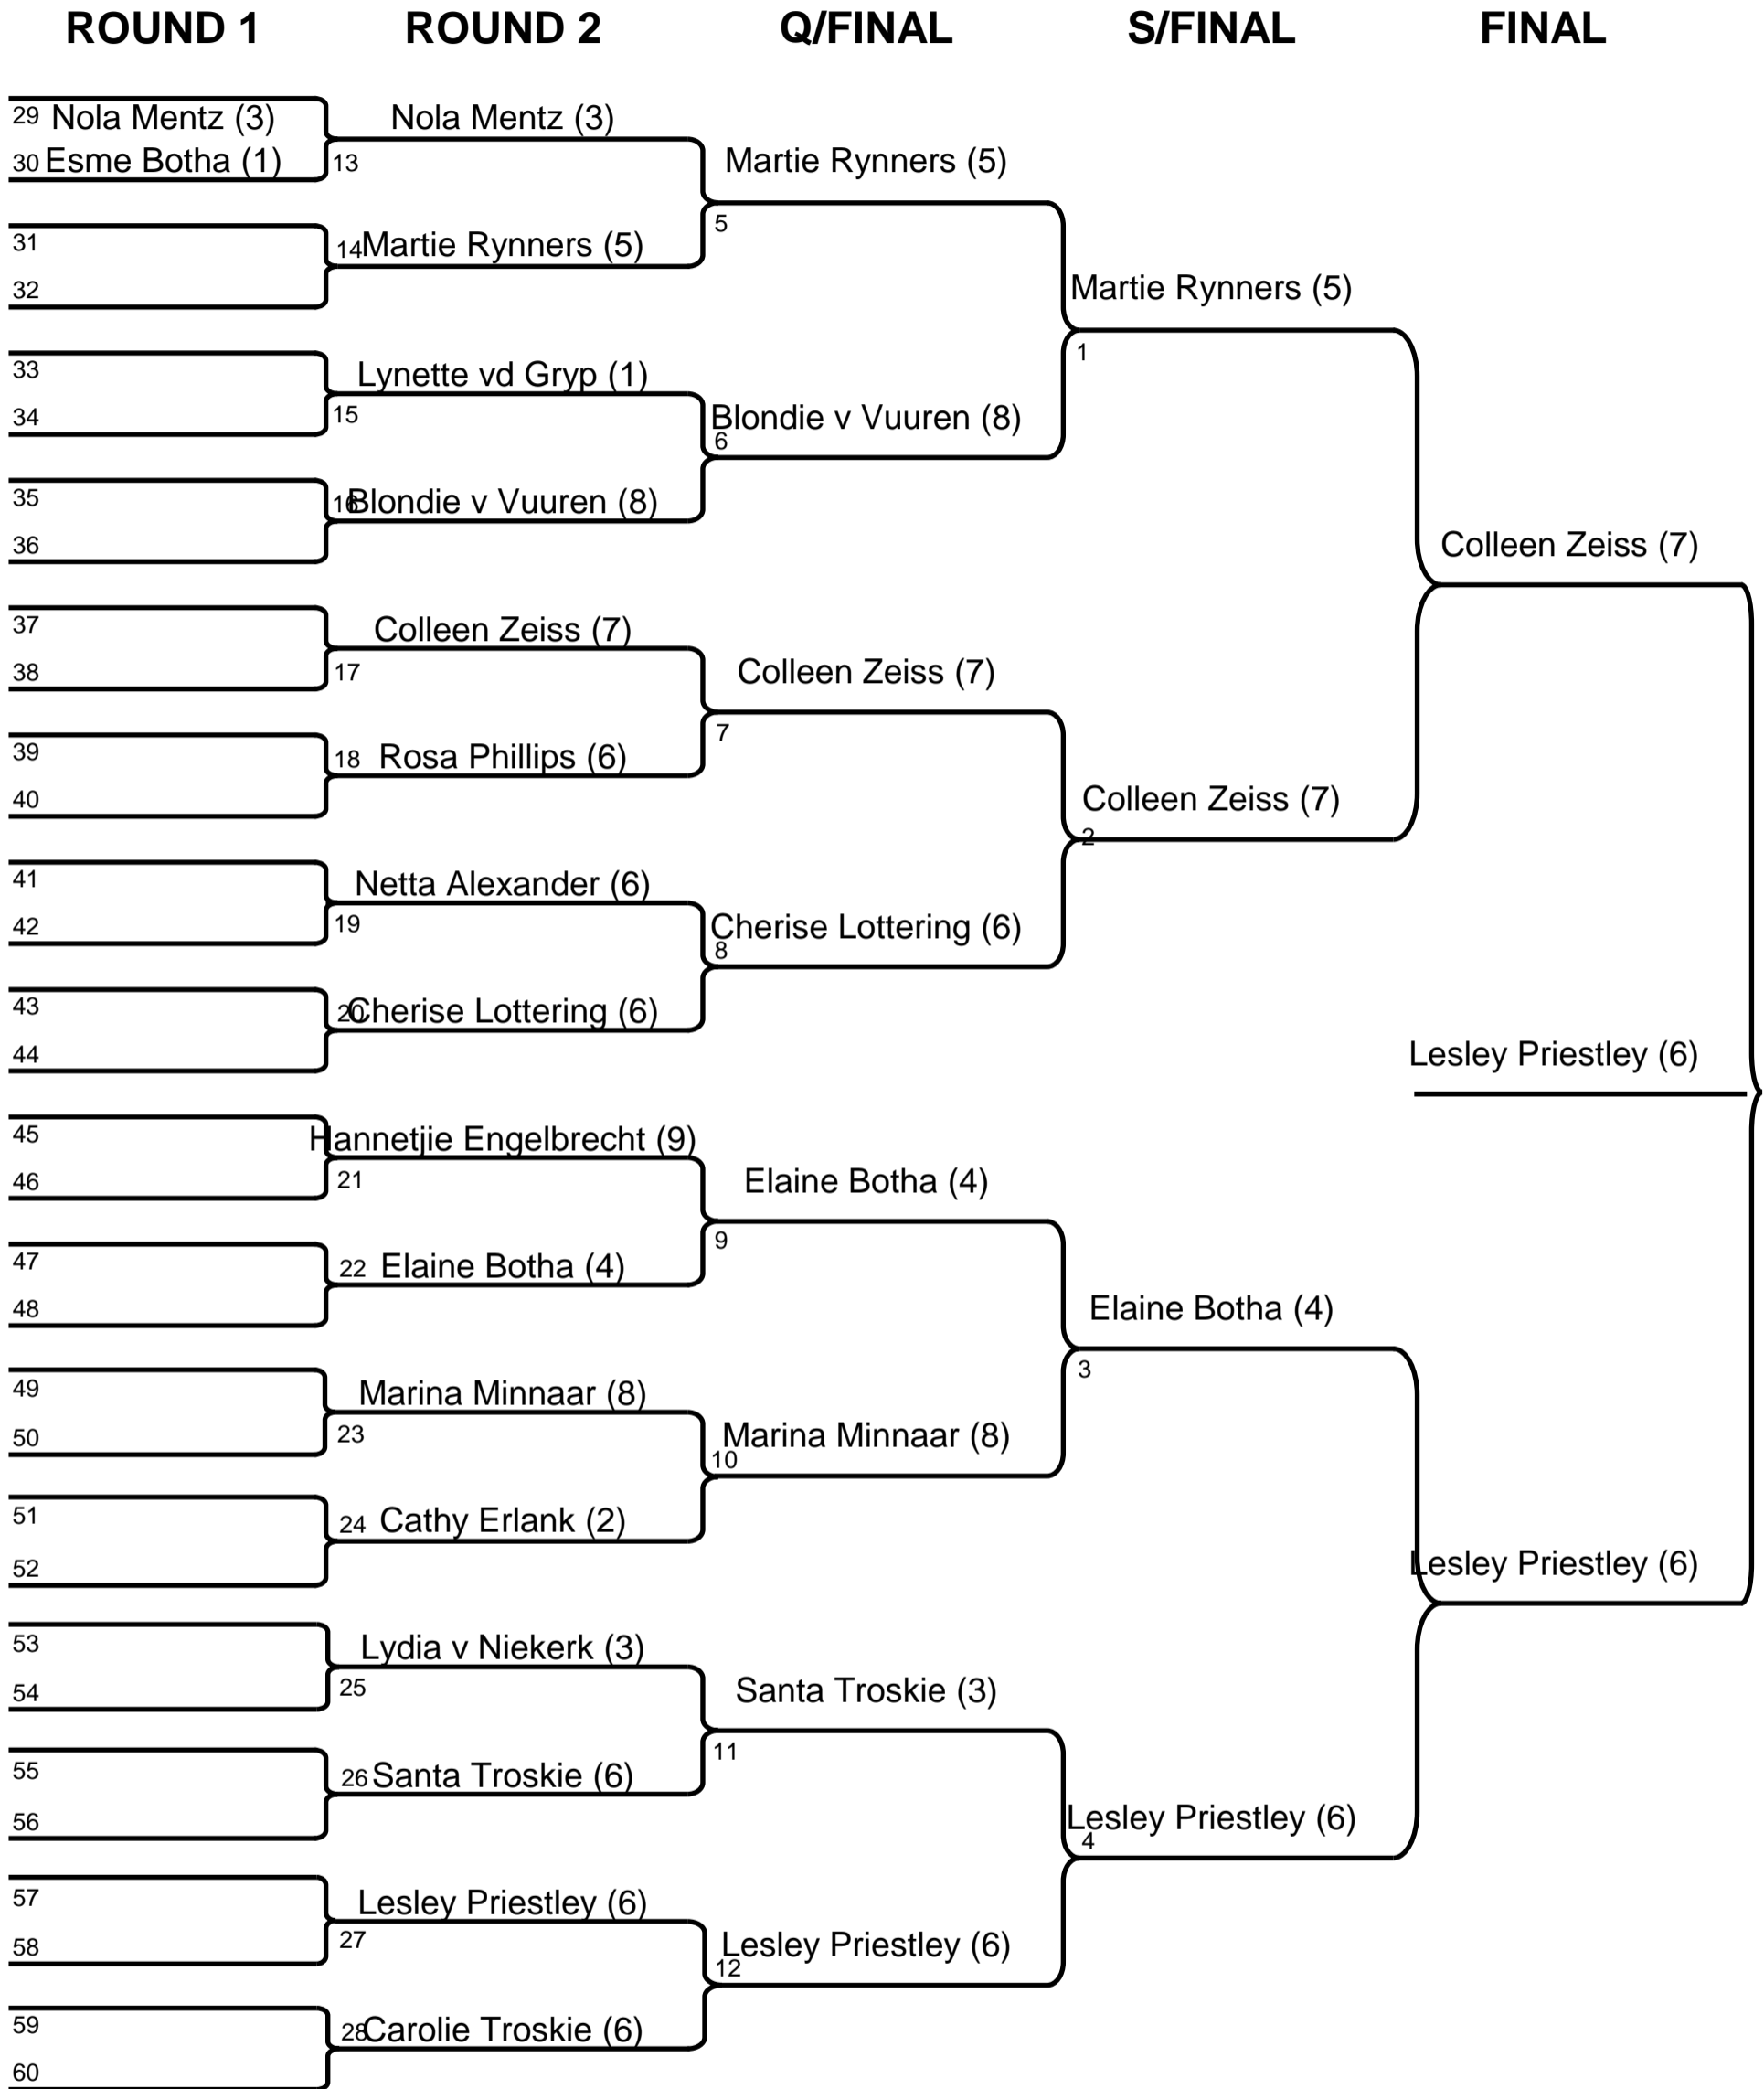 ROUND 1 ROUND 2 Q/FINAL S/FINAL FINAL
29 Nola Mentz (3) Nola Mentz (3)
30 Esme Botha (1) 13 Martie Rynners (5)
5
31 14 Martie Rynners (5)
32 Martie Rynners (5)
1
33 Lynette vd Gryp (1)
34 15 Blondie v Vuuren (8)
6
35 16 Blondie v Vuuren (8)
36 Colleen Zeiss (7)
37 Colleen Zeiss (7)
38 17 Colleen Zeiss (7)
7
39 18 Rosa Phillips (6)
40 Colleen Zeiss (7)
2
41 Netta Alexander (6)
42 19 Cherise Lottering (6)
8
43 20 Cherise Lottering (6)
44 Lesley Priestley (6)
45 Hannetjie Engelbrecht (9)
46 21 Elaine Botha (4)
9
47 22 Elaine Botha (4)
48 Elaine Botha (4)
3
49 Marina Minnaar (8)
50 23 Marina Minnaar (8)
10
51 24 Cathy Erlank (2)
52 Lesley Priestley (6)
53 Lydia v Niekerk (3)
54 25 Santa Troskie (3)
11
55 26 Santa Troskie (6)
56 Lesley Priestley (6)
4
57 Lesley Priestley (6)
58 27 Lesley Priestley (6)
12
59 28 Carolie Troskie (6)
60